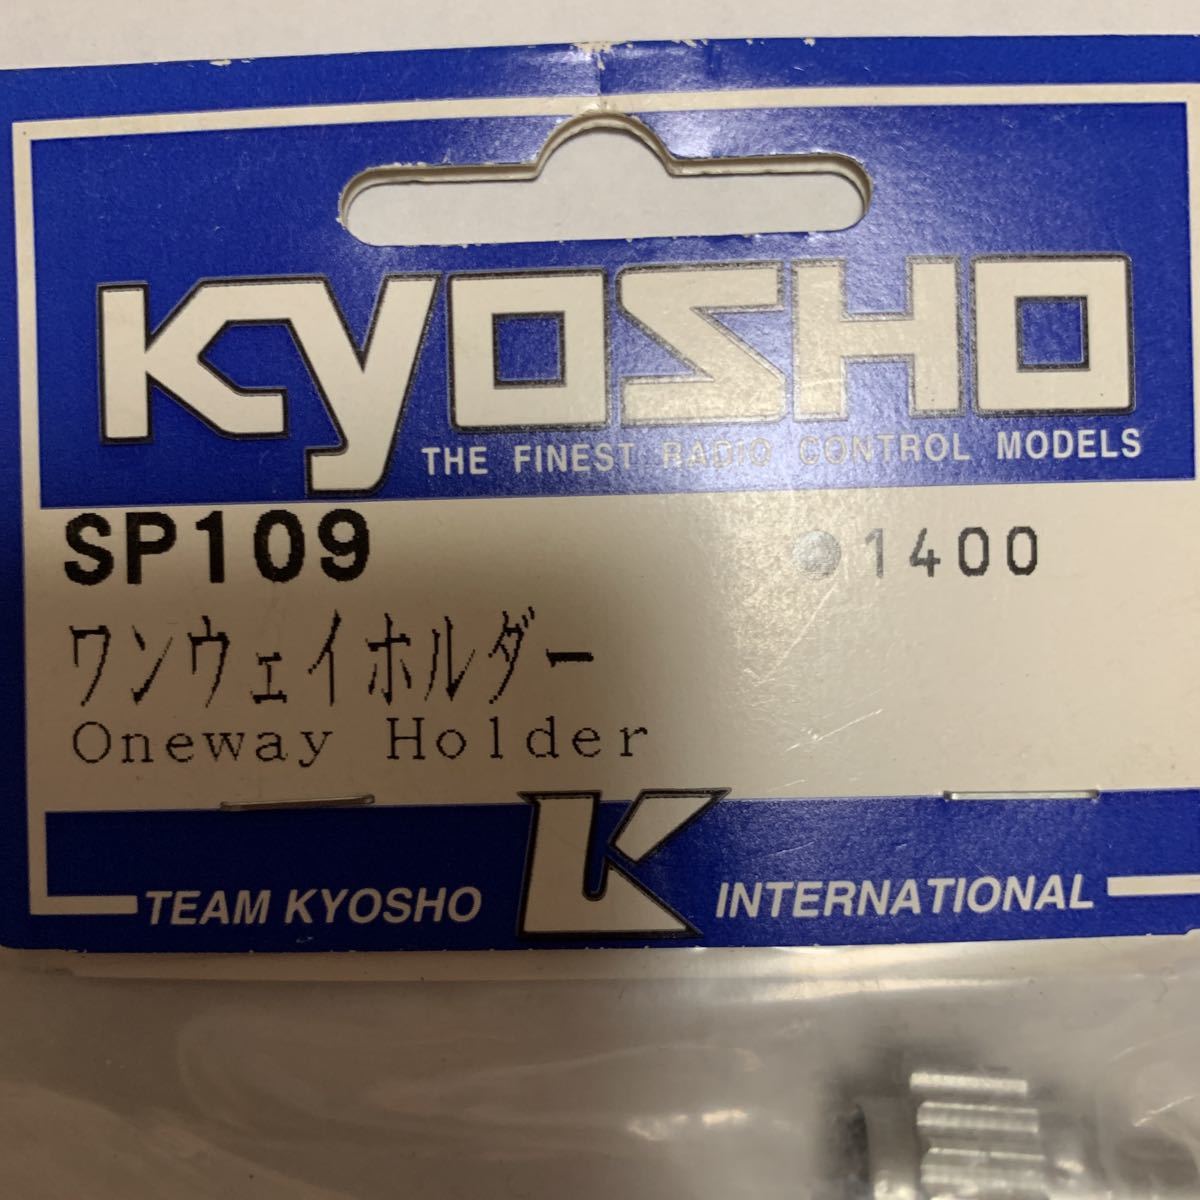 KYOSHO
THE FINEST RADIO CONTROL MODELS
SP109 ●1400
ワンウェイホルダー
Oneway Holder
TEAM KYOSHO K INTERNATIONAL